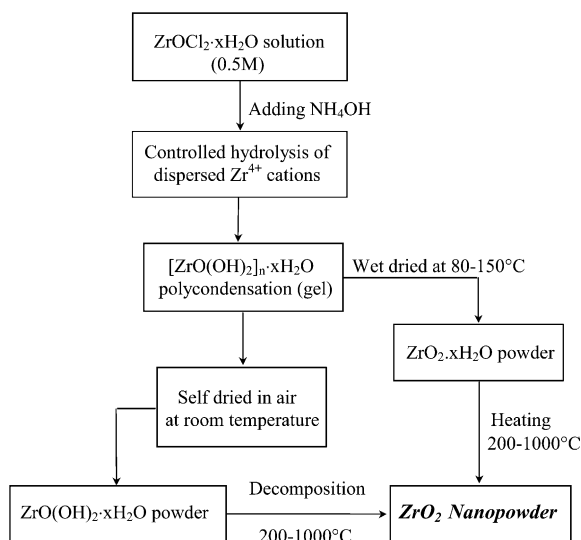 ZrOCl₂·xH₂O solution
(0.5M)
Adding NH₄OH
Controlled hydrolysis of
dispersed Zr⁴⁺ cations
[ZrO(OH)₂]ₙ·xH₂O
polycondensation (gel)
Wet dried at 80-150°C
ZrO₂.xH₂O powder
Self dried in air
at room temperature
Heating
200-1000°C
ZrO(OH)₂·xH₂O powder
Decomposition
200-1000°C
ZrO₂ Nanopowder